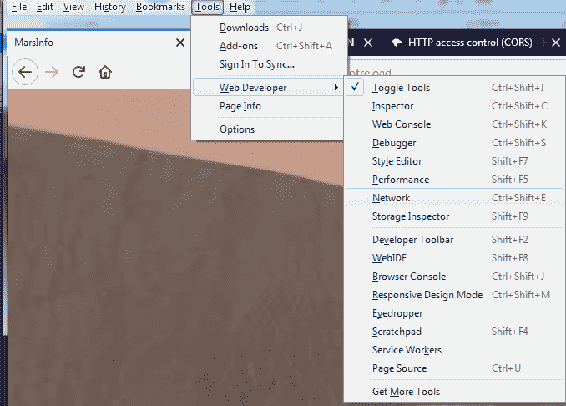 File Edit View History Bookmarks Tools Help
MarsInfo
HTTP access control (CORS)
Downloads Ctrl+J
Add-ons Ctrl+Shift+A
Sign In To Sync...
Web Developer
Page Info
Options
Toggle Tools Ctrl+Shift+I
Inspector Ctrl+Shift+C
Web Console Ctrl+Shift+K
Debugger Ctrl+Shift+S
Style Editor Shift+F7
Performance Shift+F5
Network Ctrl+Shift+E
Storage Inspector Shift+F9
Developer Toolbar Shift+F2
WebIDE Shift+F8
Browser Console Ctrl+Shift+J
Responsive Design Mode Ctrl+Shift+M
Eyedropper
Scratchpad Shift+F4
Service Workers
Page Source Ctrl+U
Get More Tools